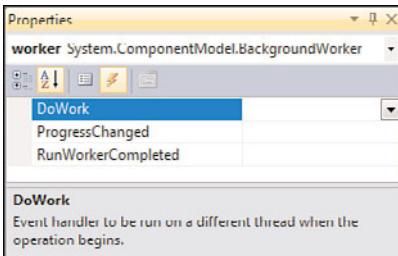 Properties
worker System.ComponentModel.BackgroundWorker
DoWork
ProgressChanged
RunWorkerCompleted
DoWork
Event handler to be run on a different thread when the
operation begins.